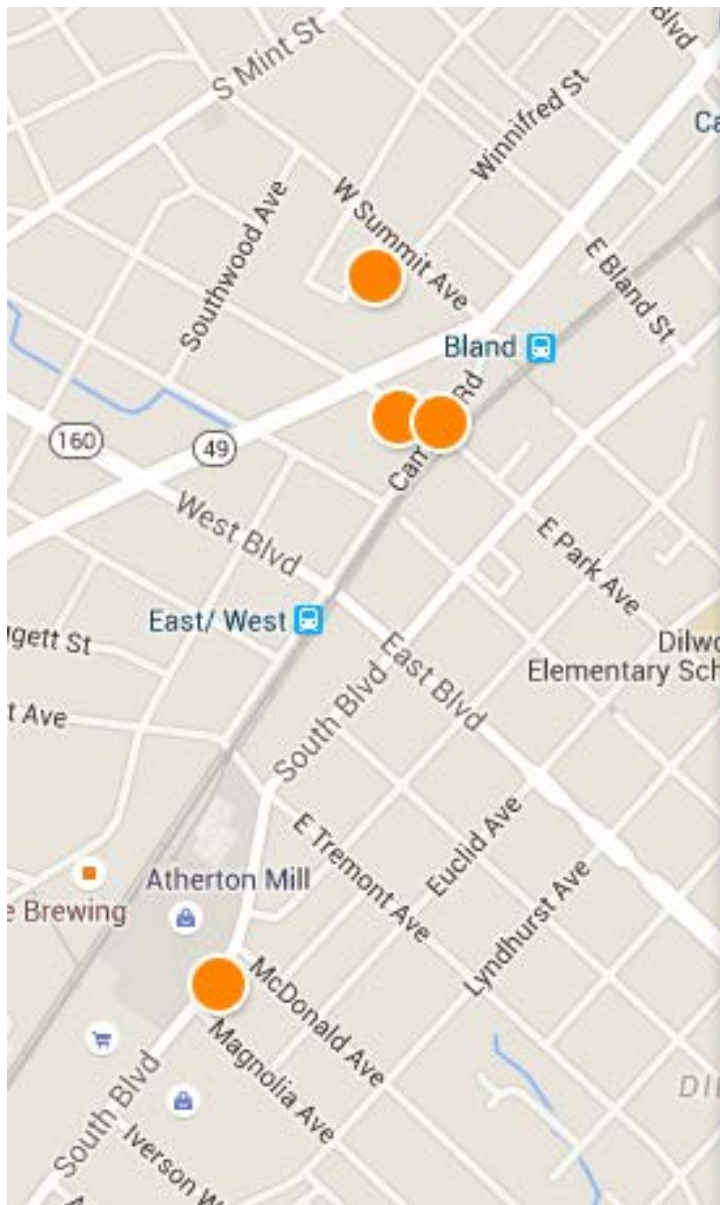 Blvd
S Mint St
Winnifred St
Ca
W Summit Ave
Southwood Ave
E Bland St
Bland
Rd
Cam
160
49
West Blvd
E Park Ave
East/ West
Dilwo
Elementary Sch
gett St
East Blvd
t Ave
South Blvd
Euclid Ave
E Tremont Ave
Atherton Mill
Lyndhurst Ave
e Brewing
McDonald Ave
Magnolia Ave
South Blvd
DI
Iverson W